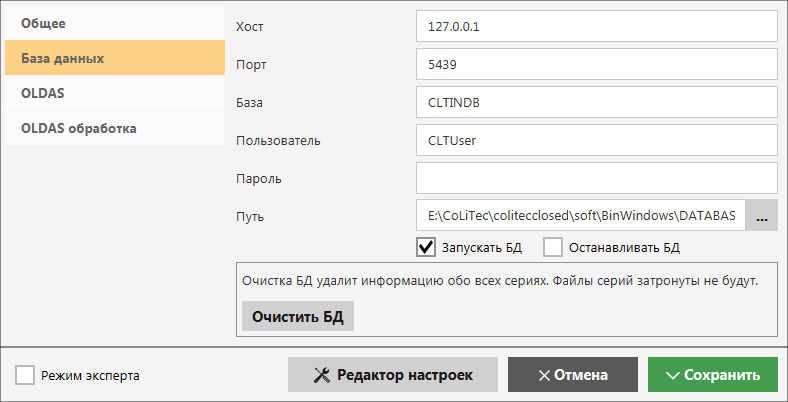 Общее
База данных
OLDAS
OLDAS обработка
Хост 127.0.0.1
Порт 5439
База CLTINDB
Пользователь CLTUser
Пароль
Путь E:\CoLiTec\colitecclosed\soft\BinWindows\DATABAS ...
Запускать БД Останавливать БД
Очистка БД удалит информацию обо всех сериях. Файлы серий затронуты не будут.
Очистить БД
Режим эксперта Редактор настроек Отмена Сохранить